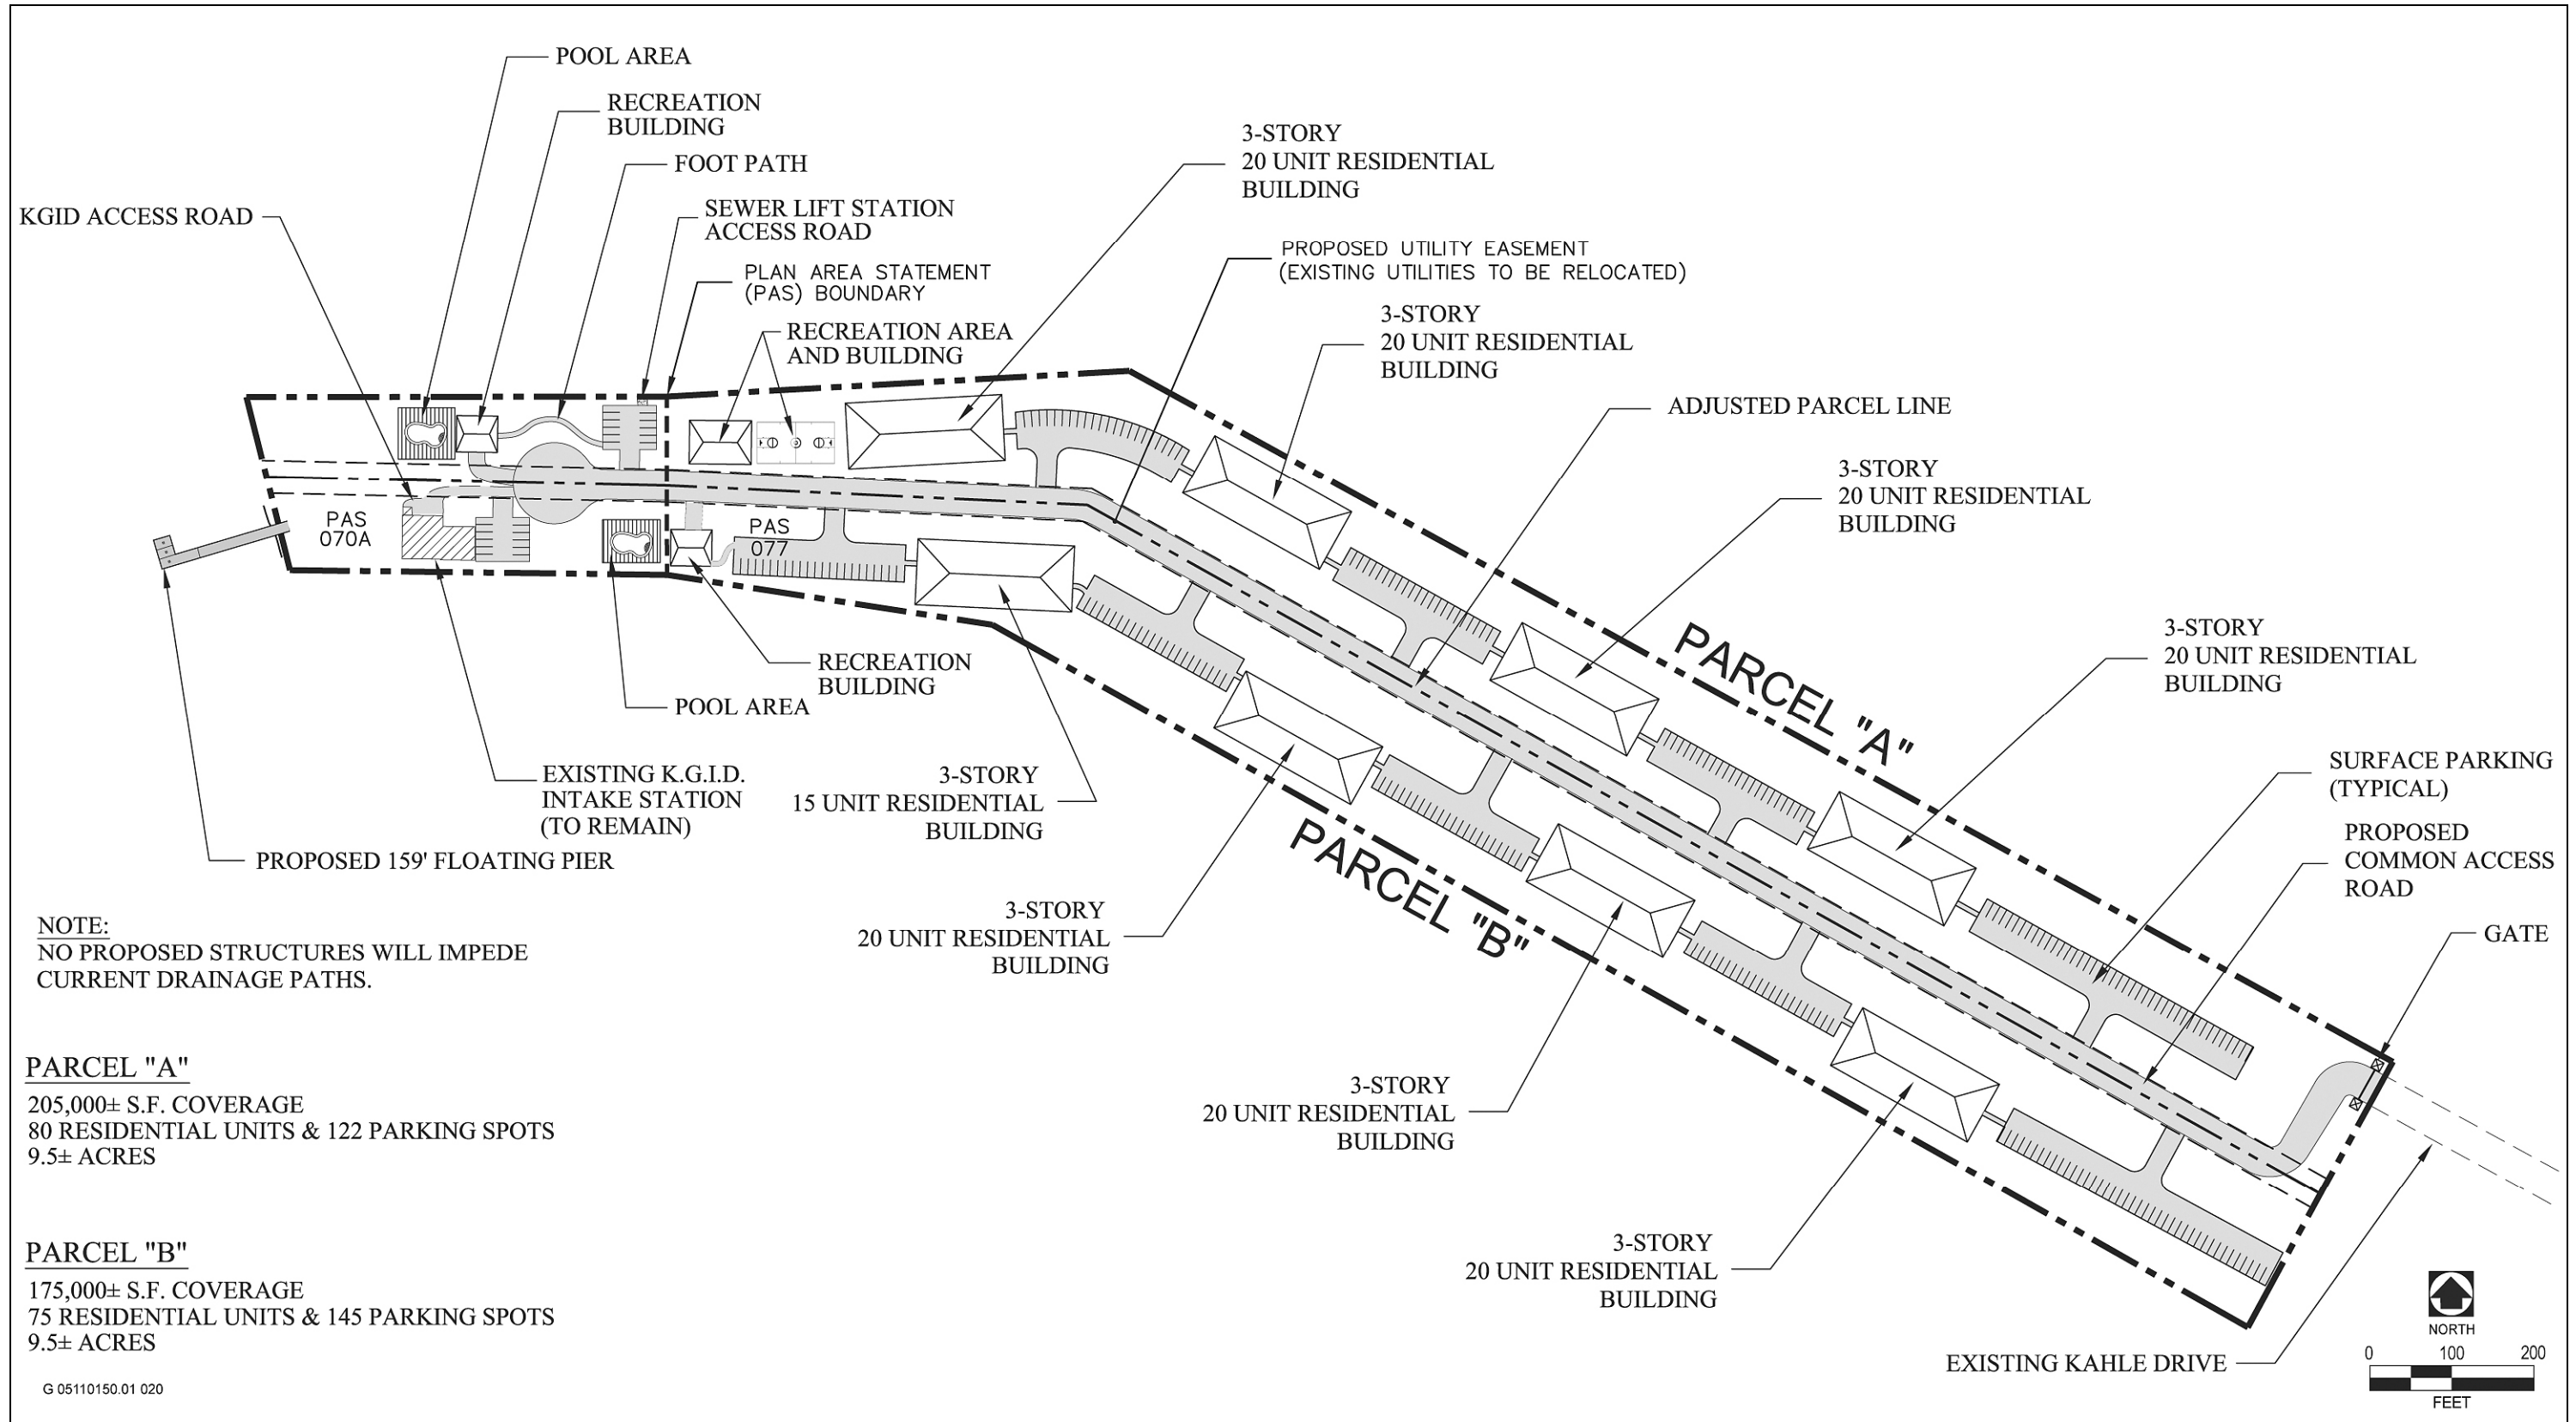 POOL AREA
RECREATION
BUILDING
FOOT PATH
KGID ACCESS ROAD
SEWER LIFT STATION
ACCESS ROAD
PLAN AREA STATEMENT
(PAS) BOUNDARY
RECREATION AREA
AND BUILDING
3-STORY
20 UNIT RESIDENTIAL
BUILDING
PROPOSED UTILITY EASEMENT
(EXISTING UTILITIES TO BE RELOCATED)
3-STORY
20 UNIT RESIDENTIAL
BUILDING
ADJUSTED PARCEL LINE
3-STORY
20 UNIT RESIDENTIAL
BUILDING
3-STORY
20 UNIT RESIDENTIAL
BUILDING
PARCEL "A"
SURFACE PARKING
(TYPICAL)
PROPOSED
COMMON ACCESS
ROAD
GATE
PAS
070A
PAS
077
RECREATION
BUILDING
POOL AREA
EXISTING K.G.I.D.
INTAKE STATION
(TO REMAIN)
PROPOSED 159' FLOATING PIER
3-STORY
15 UNIT RESIDENTIAL
BUILDING
PARCEL "B"
3-STORY
20 UNIT RESIDENTIAL
BUILDING
3-STORY
20 UNIT RESIDENTIAL
BUILDING
3-STORY
20 UNIT RESIDENTIAL
BUILDING
EXISTING KAHLE DRIVE
NOTE:
NO PROPOSED STRUCTURES WILL IMPEDE
CURRENT DRAINAGE PATHS.
PARCEL "A"
205,000± S.F. COVERAGE
80 RESIDENTIAL UNITS & 122 PARKING SPOTS
9.5± ACRES
PARCEL "B"
175,000± S.F. COVERAGE
75 RESIDENTIAL UNITS & 145 PARKING SPOTS
9.5± ACRES
G 05110150.01 020
NORTH
0 100 200
FEET